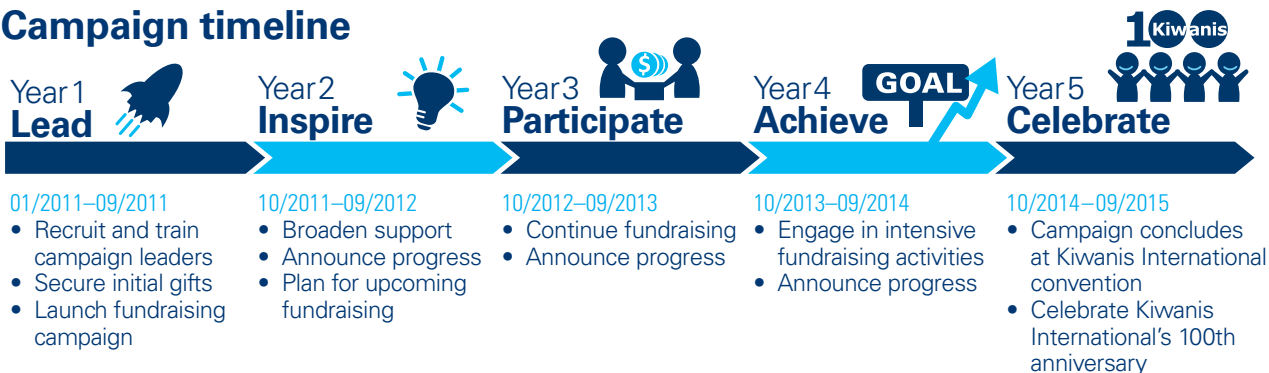 Campaign timeline
Year 1
Lead
01/2011–09/2011
• Recruit and train
campaign leaders
• Secure initial gifts
• Launch fundraising
campaign
Year 2
Inspire
10/2011–09/2012
• Broaden support
• Announce progress
• Plan for upcoming
fundraising
$
Year 3
Participate
10/2012–09/2013
• Continue fundraising
• Announce progress
GOAL
Year 4
Achieve
10/2013–09/2014
• Engage in intensive
fundraising activities
• Announce progress
1 Kiwanis
Year 5
Celebrate
10/2014–09/2015
• Campaign concludes
at Kiwanis International
convention
• Celebrate Kiwanis
International's 100th
anniversary